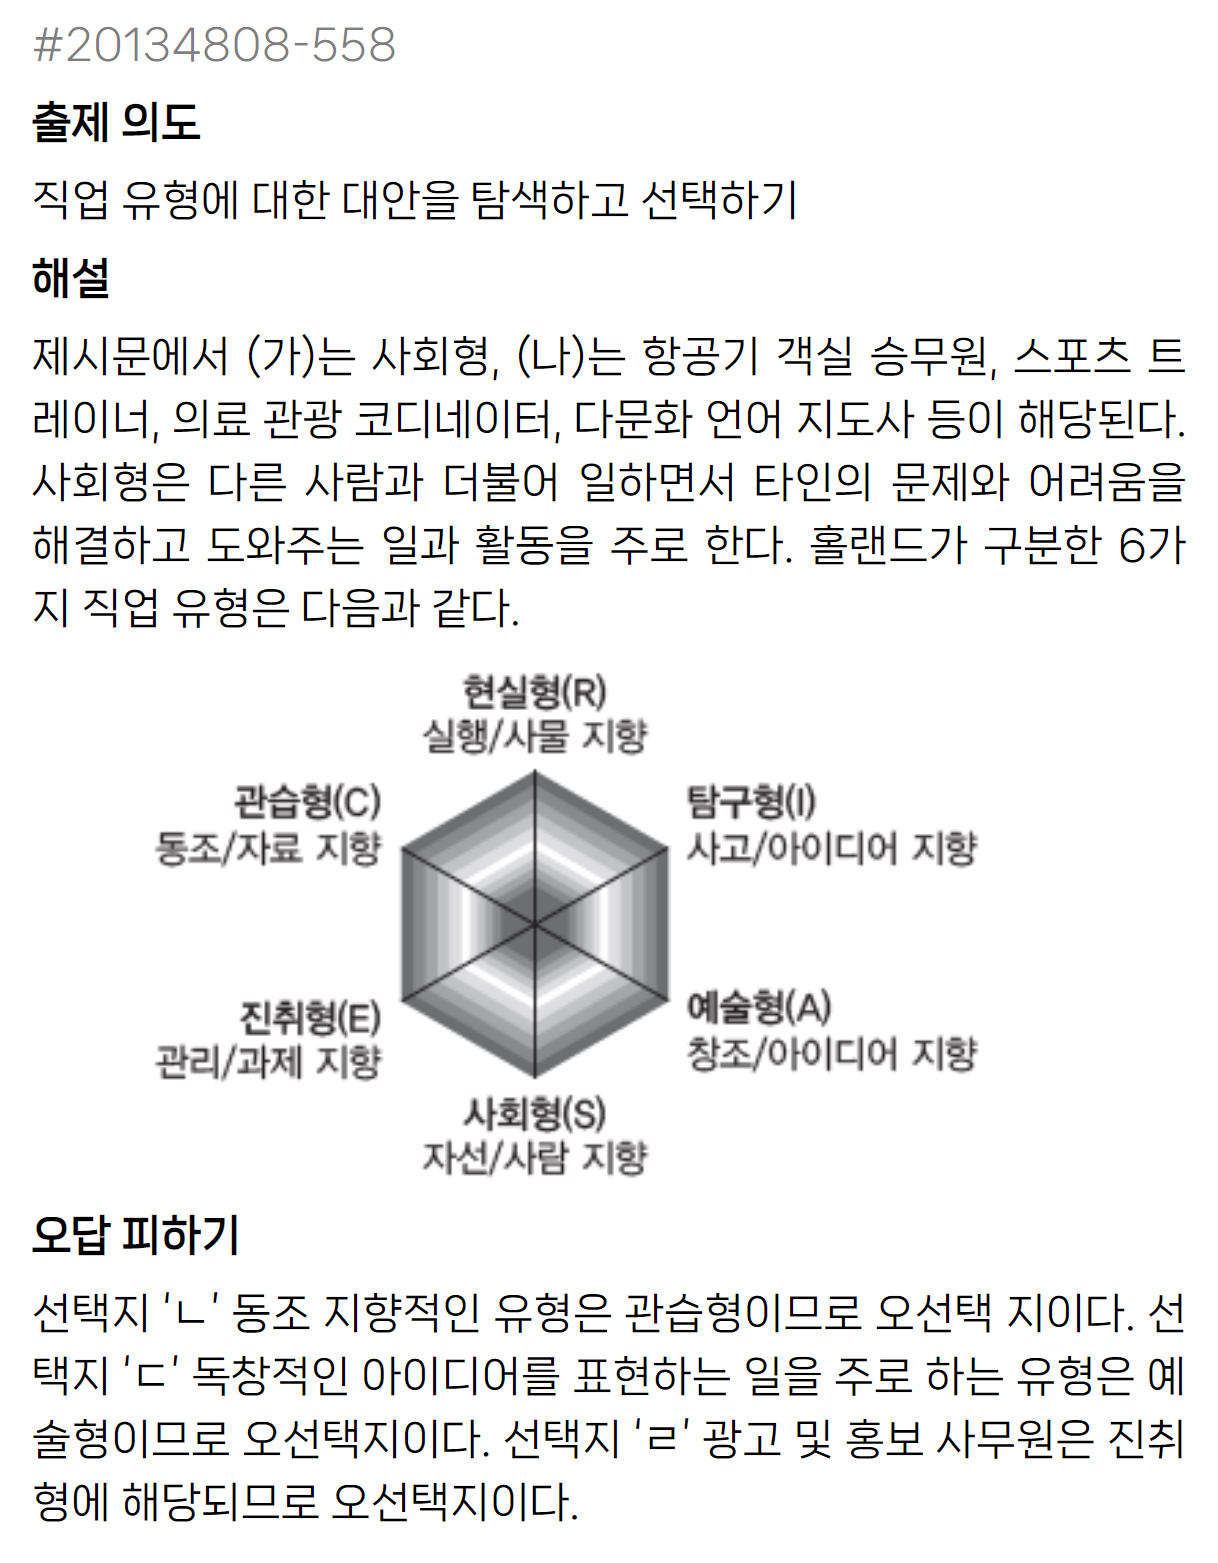 #20134808-558
출제 의도
직업 유형에 대한 대안을 탐색하고 선택하기
해설
제시문에서 (가)는 사회형, (나)는 항공기 객실 승무원, 스포츠 트
레이너, 의료 관광 코디네이터, 다문화 언어 지도사 등이 해당된다.
사회형은 다른 사람과 더불어 일하면서 타인의 문제와 어려움을
해결하고 도와주는 일과 활동을 주로 한다. 홀랜드가 구분한 6가
지 직업 유형은 다음과 같다.
현실형(R)
실행/사물 지향
관습형(C)
동조/자료 지향
탐구형(I)
사고/아이디어 지향
진취형(E)
관리/과제 지향
예술형(A)
창조/아이디어 지향
사회형(S)
자선/사람 지향
오답 피하기
선택지 ‘ㄴ’ 동조 지향적인 유형은 관습형이므로 오선택 지이다. 선
택지 ‘ㄷ’ 독창적인 아이디어를 표현하는 일을 주로 하는 유형은 예
술형이므로 오선택지이다. 선택지 ‘ㄹ’ 광고 및 홍보 사무원은 진취
형에 해당되므로 오선택지이다.